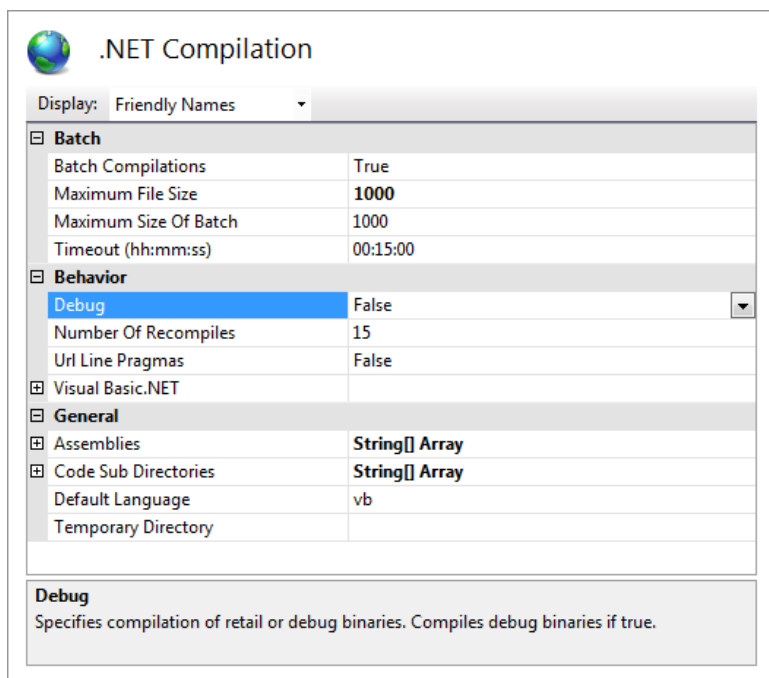 .NET Compilation
Display: Friendly Names
Batch
Batch Compilations True
Maximum File Size 1000
Maximum Size Of Batch 1000
Timeout (hh:mm:ss) 00:15:00
Behavior
Debug False
Number Of Recompiles 15
Url Line Pragmas False
Visual Basic.NET
General
Assemblies String[] Array
Code Sub Directories String[] Array
Default Language vb
Temporary Directory
Debug
Specifies compilation of retail or debug binaries. Compiles debug binaries if true.